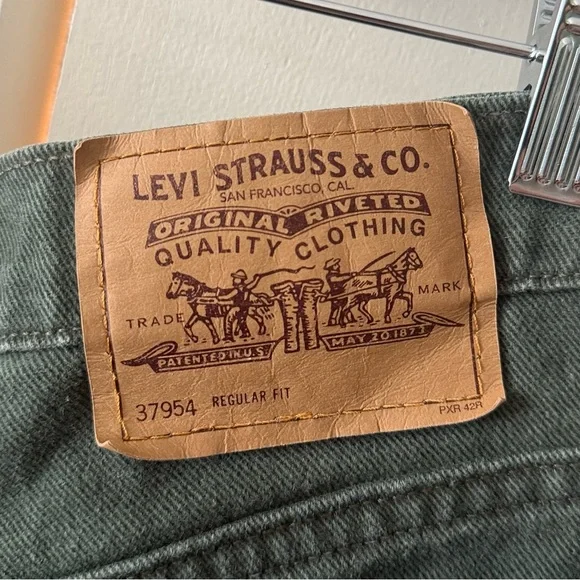 LEVI STRAUSS & CO.
SAN FRANCISCO, CAL.
ORIGINAL RIVETED
QUALITY CLOTHING
TRADE MARK
PATENTED IN U.S. MAY 20 1873
37954 REGULAR FIT
PXR 42R